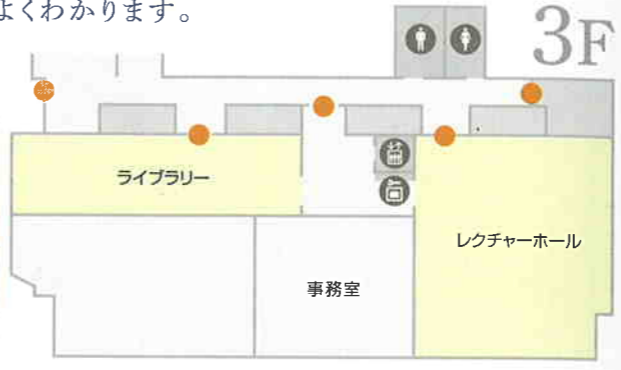 よくわかります。
3F
ライブラリー
レクチャーホール
事務室